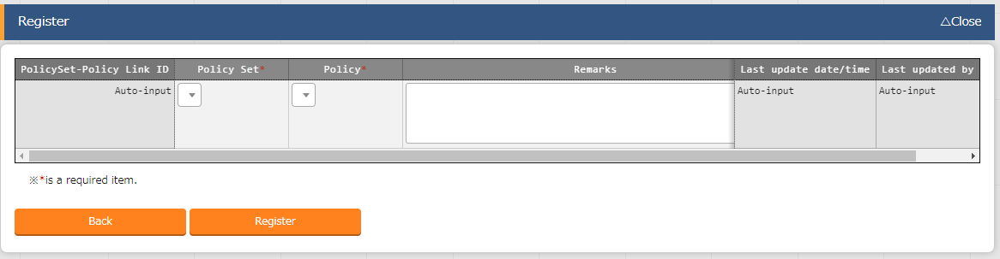 Register △Close
PolicySet-Policy Link ID Policy Set* Policy* Remarks Last update date/time Last updated by
Auto-input Auto-input Auto-input
※*is a required item.
Back Register